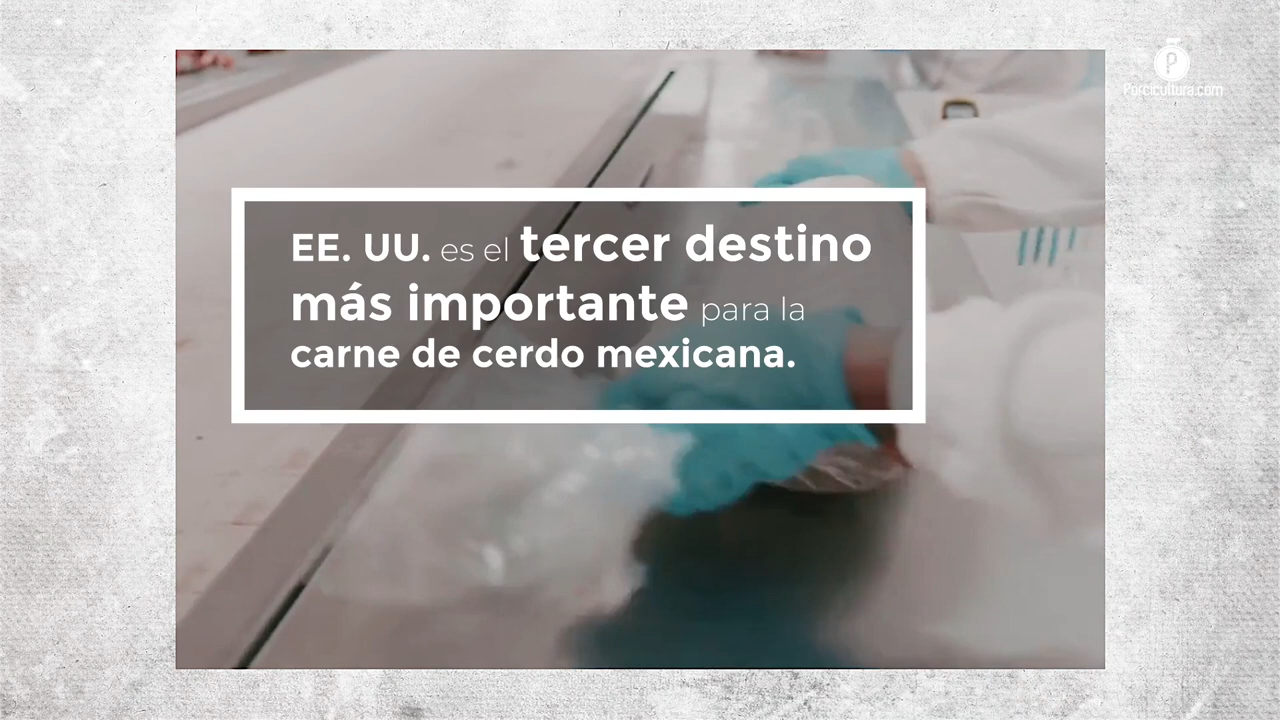 Porcicultura.com
EE. UU. es el tercer destino
más importante para la
carne de cerdo mexicana.